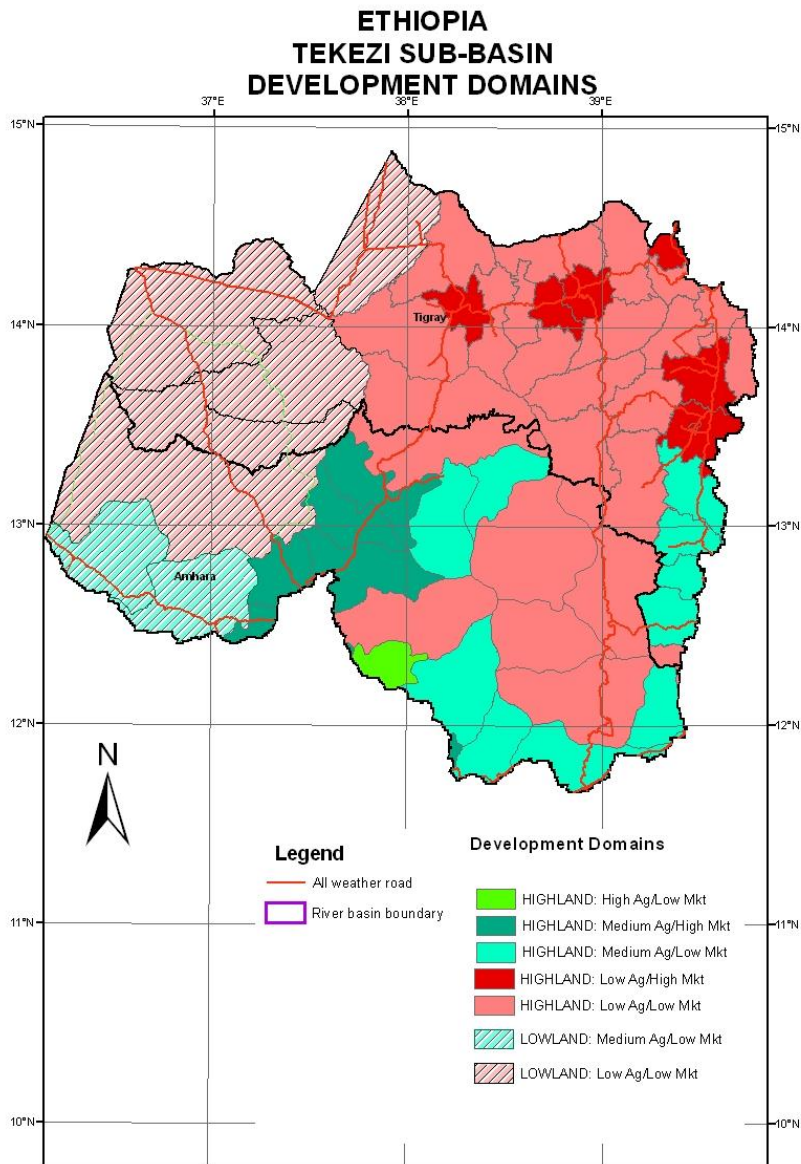 ETHIOPIA
TEKEZI SUB-BASIN
DEVELOPMENT DOMAINS
37°E 38°E 39°E
15°N 15°N
14°N 14°N
Tigray
13°N 13°N
Amhara
12°N 12°N
N
Legend
All weather road
River basin boundary
Development Domains
HIGHLAND: High Ag/Low Mkt
HIGHLAND: Medium Ag/High Mkt
HIGHLAND: Medium Ag/Low Mkt
HIGHLAND: Low Ag/High Mkt
HIGHLAND: Low Ag/Low Mkt
LOWLAND: Medium Ag/Low Mkt
LOWLAND: Low Ag/Low Mkt
11°N 11°N
10°N 10°N